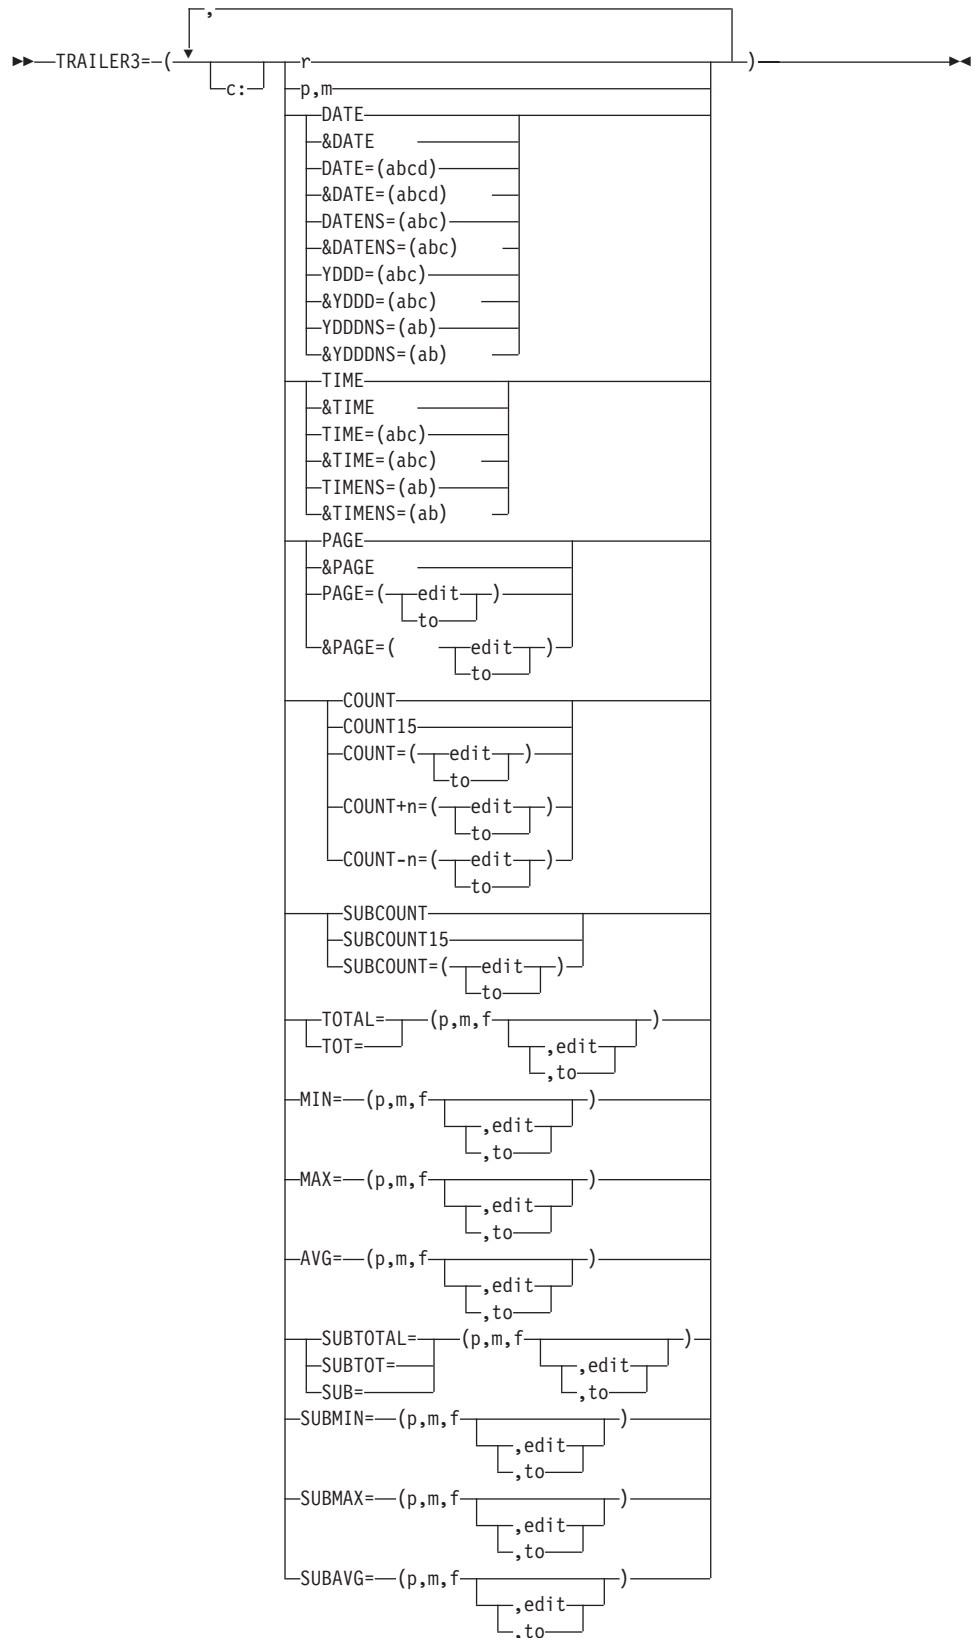 ,
TRAILER3= ( r )
c:
p,m
DATE
&DATE
DATE=(abcd)
&DATE=(abcd)
DATENS=(abc)
&DATENS=(abc)
YDDD=(abc)
&YDDD=(abc)
YDDDNS=(ab)
&YDDDNS=(ab)
TIME
&TIME
TIME=(abc)
&TIME=(abc)
TIMENS=(ab)
&TIMENS=(ab)
PAGE
&PAGE
PAGE=( edit )
to
&PAGE=( edit )
to
COUNT
COUNT15
COUNT=( edit )
to
COUNT+n=( edit )
to
COUNT-n=( edit )
to
SUBCOUNT
SUBCOUNT15
SUBCOUNT=( edit )
to
TOTAL= (p,m,f )
TOT= ,edit
,to
MIN= (p,m,f )
,edit
,to
MAX= (p,m,f )
,edit
,to
AVG= (p,m,f )
,edit
,to
SUBTOTAL= (p,m,f )
SUBTOT= ,edit
SUB= ,to
SUBMIN= (p,m,f )
,edit
,to
SUBMAX= (p,m,f )
,edit
,to
SUBAVG= (p,m,f )
,edit
,to